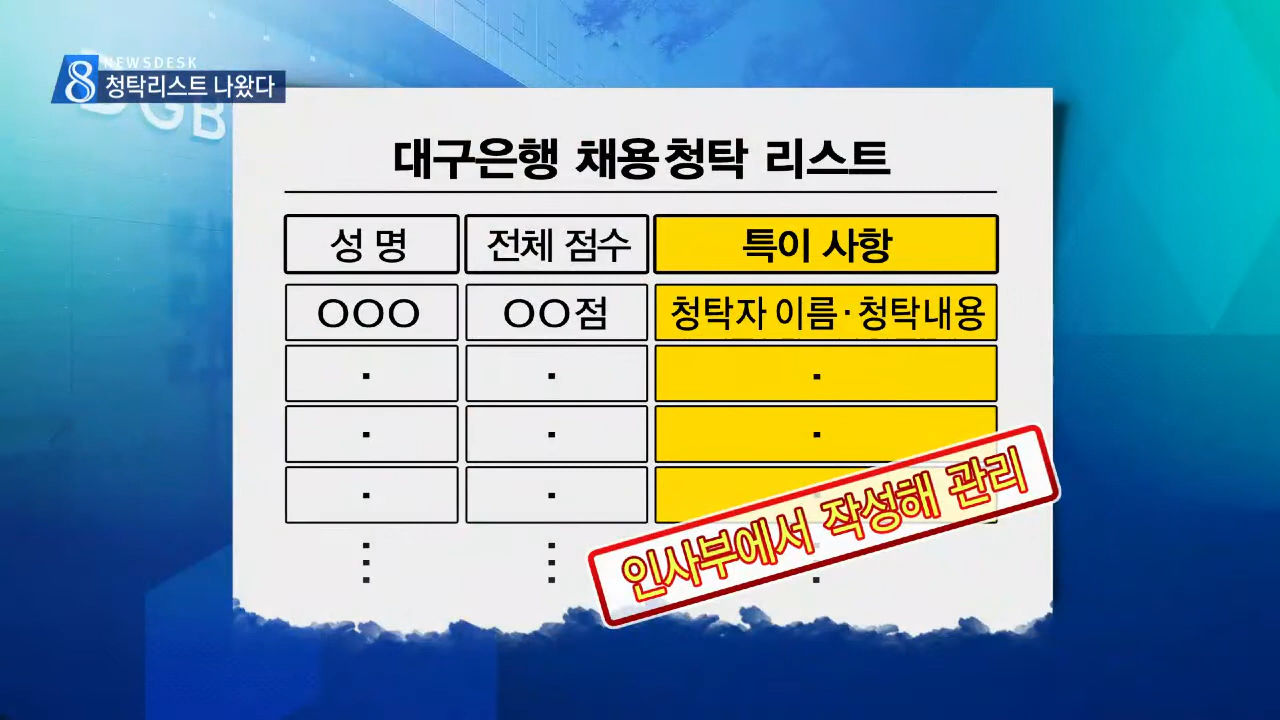 NEWSDESK
8 청탁리스트 나왔다
DGB
대구은행 채용청탁 리스트
성 명 전체 점수 특이 사항
OOO OO점 청탁자 이름·청탁내용
인사부에서 작성해 관리